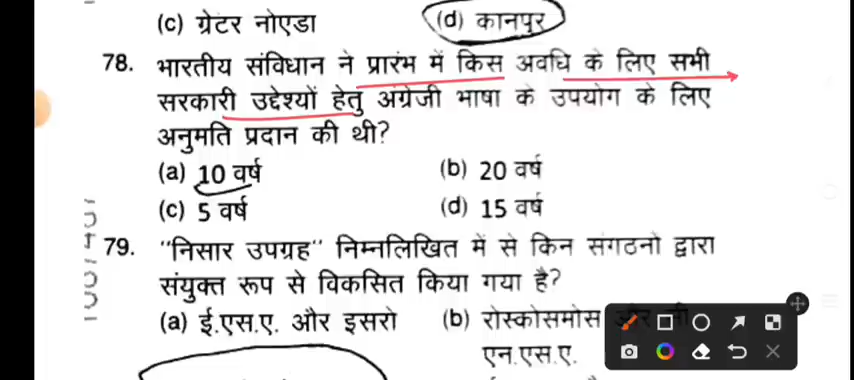 (c) ग्रेटर नोएडा (d) कानपुर
78. भारतीय संविधान ने प्रारंभ में किस अवधि के लिए सभी
सरकारी उद्देश्यों हेतु अंग्रेजी भाषा के उपयोग के लिए
अनुमति प्रदान की थी?
(a) 10 वर्ष (b) 20 वर्ष
(c) 5 वर्ष (d) 15 वर्ष
79. "निसार उपग्रह" निम्नलिखित में से किन संगठनो द्वारा
संयुक्त रूप से विकसित किया गया है?
(a) ई.एस.ए. और इसरो (b) रोस्कोसमोस
एन.एस.ए.